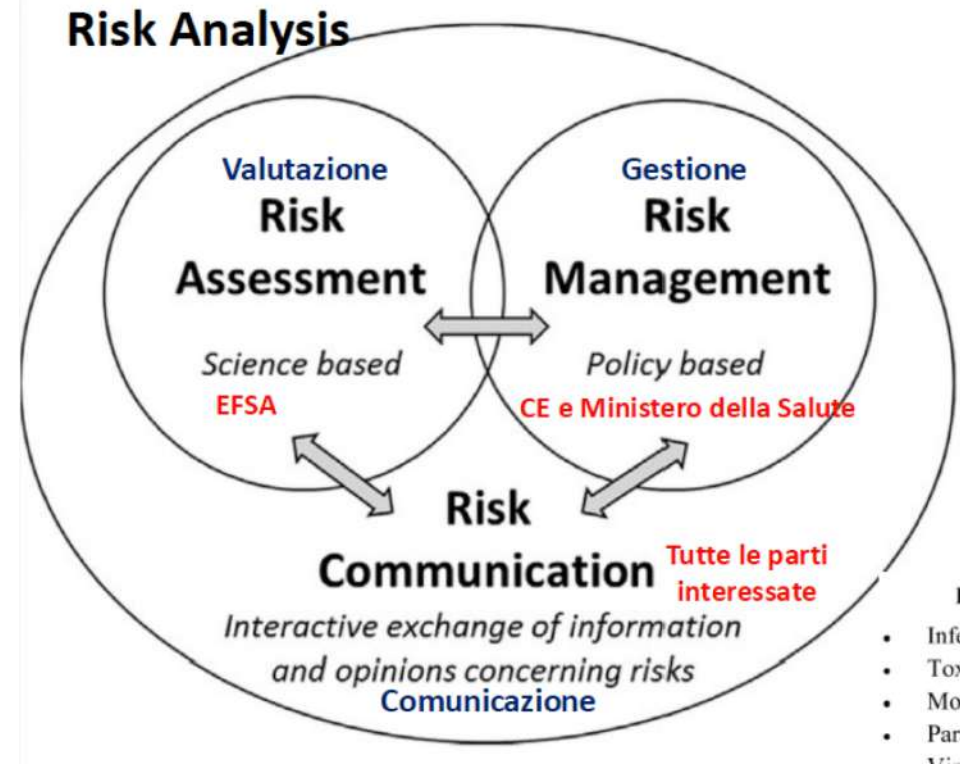 Risk Analysis
Valutazione
Risk
Assessment
Science based
EFSA
Gestione
Risk
Management
Policy based
CE e Ministero della Salute
Risk
Communication
Tutte le parti
interessate
Interactive exchange of information
and opinions concerning risks
Comunicazione